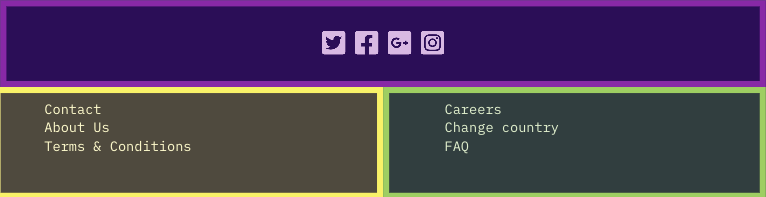 Contact
About Us
Terms & Conditions
Careers
Change country
FAQ